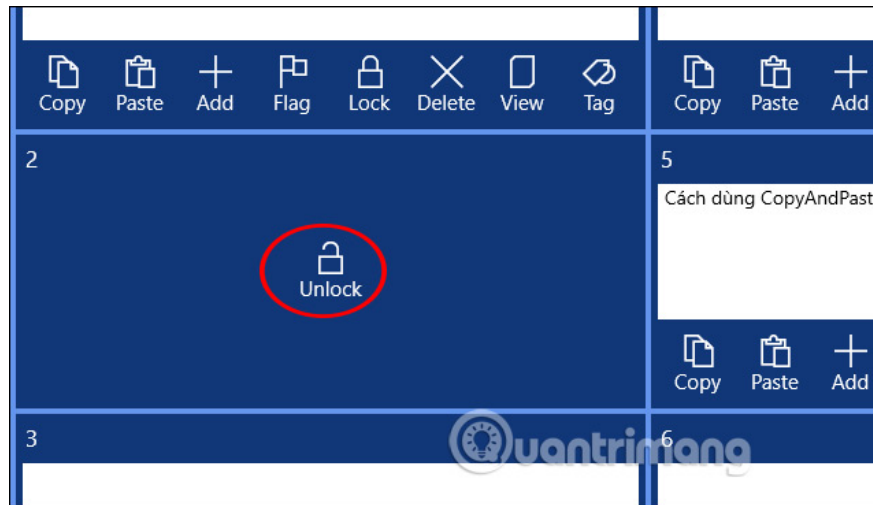 Copy Paste Add Flag Lock Delete View Tag
Copy Paste Add
2
5
Cách dùng CopyAndPast
Unlock
Copy Paste Add
3
6
Quantrimang